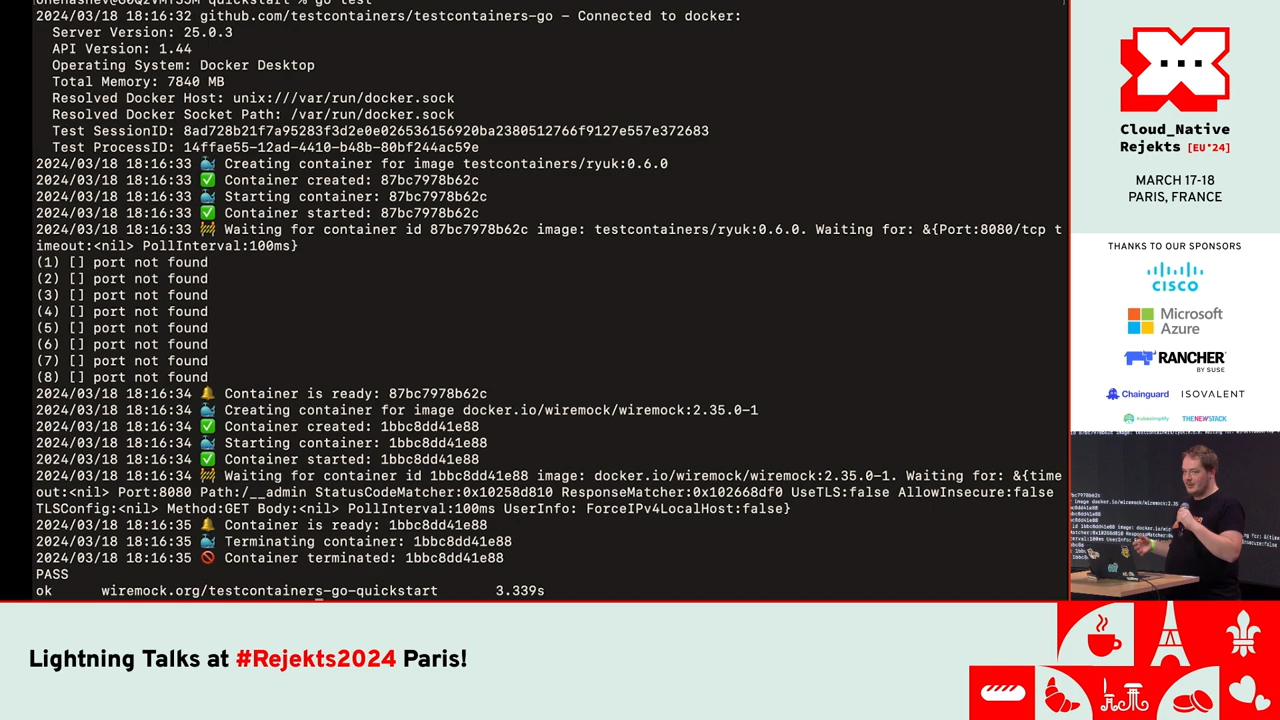 onenashev@G0Q2VMY35M quickstart % go test
2024/03/18 18:16:32 github.com/testcontainers/testcontainers-go - Connected to docker:
Server Version: 25.0.3
API Version: 1.44
Operating System: Docker Desktop
Total Memory: 7840 MB
Resolved Docker Host: unix:///var/run/docker.sock
Resolved Docker Socket Path: /var/run/docker.sock
Test SessionID: 8ad728b21f7a95283f3d2e0e026536156920ba2380512766f9127e557e372683
Test ProcessID: 14ffae55-12ad-4410-b48b-80bf244ac59e
2024/03/18 18:16:33 🐳 Creating container for image testcontainers/ryuk:0.6.0
2024/03/18 18:16:33 ✅ Container created: 87bc7978b62c
2024/03/18 18:16:33 🐳 Starting container: 87bc7978b62c
2024/03/18 18:16:33 ✅ Container started: 87bc7978b62c
2024/03/18 18:16:33 🚧 Waiting for container id 87bc7978b62c image: testcontainers/ryuk:0.6.0. Waiting for: &{Port:8080/tcp t
imeout:<nil> PollInterval:100ms}
(1) [] port not found
(2) [] port not found
(3) [] port not found
(4) [] port not found
(5) [] port not found
(6) [] port not found
(7) [] port not found
(8) [] port not found
2024/03/18 18:16:34 🔔 Container is ready: 87bc7978b62c
2024/03/18 18:16:34 🐳 Creating container for image docker.io/wiremock/wiremock:2.35.0-1
2024/03/18 18:16:34 ✅ Container created: 1bbc8dd41e88
2024/03/18 18:16:34 🐳 Starting container: 1bbc8dd41e88
2024/03/18 18:16:34 ✅ Container started: 1bbc8dd41e88
2024/03/18 18:16:34 🚧 Waiting for container id 1bbc8dd41e88 image: docker.io/wiremock/wiremock:2.35.0-1. Waiting for: &{time
out:<nil> Port:8080 Path:/__admin StatusCodeMatcher:0x10258d810 ResponseMatcher:0x102668df0 UseTLS:false AllowInsecure:false
TLSConfig:<nil> Method:GET Body:<nil> PollInterval:100ms UserInfo: ForceIPv4LocalHost:false}
2024/03/18 18:16:35 🔔 Container is ready: 1bbc8dd41e88
2024/03/18 18:16:35 🐳 Terminating container: 1bbc8dd41e88
2024/03/18 18:16:35 🚫 Container terminated: 1bbc8dd41e88
PASS
ok wiremock.org/testcontainers-go-quickstart 3.339s
Cloud_Native
Rejekts [EU'24]
MARCH 17-18
PARIS, FRANCE
THANKS TO OUR SPONSORS
CISCO
Microsoft
Azure
RANCHER
BY SUSE
Chainguard ISOVALENT
Kubesimplify THENEWSTACK
Lightning Talks at #Rejekts2024 Paris!